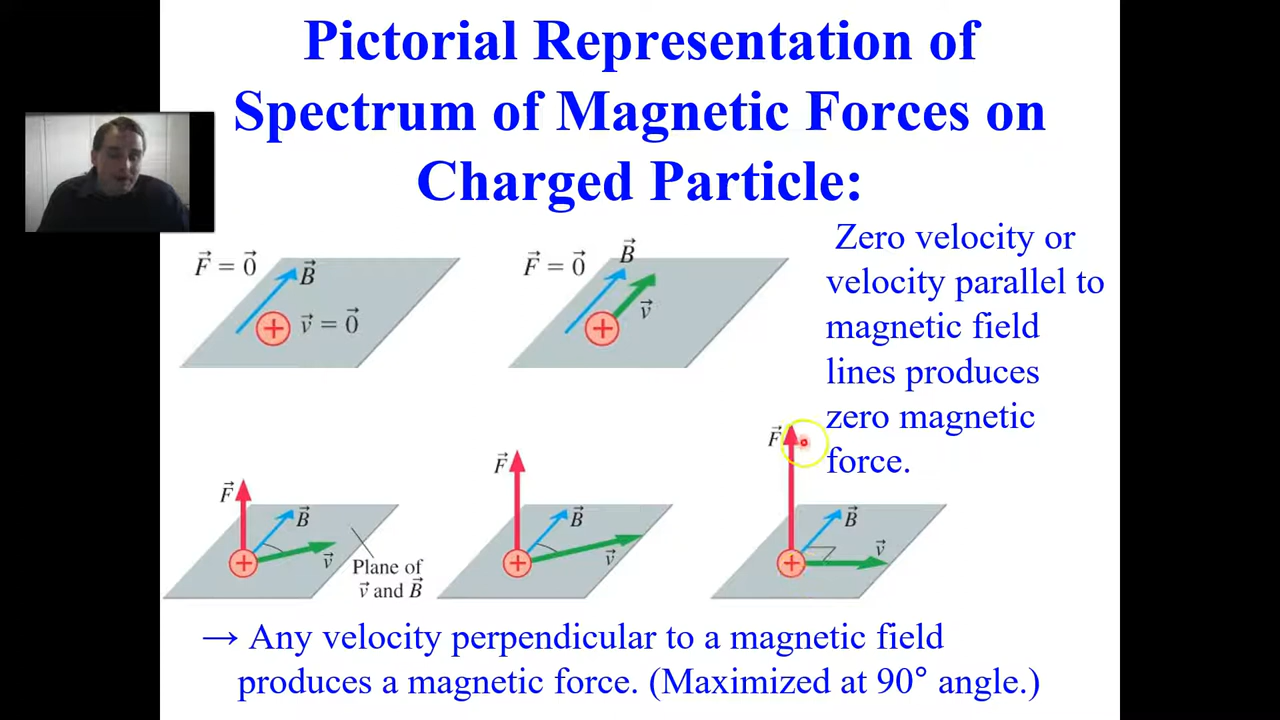 Pictorial Representation of
Spectrum of Magnetic Forces on
Charged Particle:
F⃗ = 0⃗
B⃗
v⃗ = 0⃗
+
F⃗ = 0⃗
B⃗
v⃗
+
Zero velocity or
velocity parallel to
magnetic field
lines produces
zero magnetic
force.
F⃗
B⃗
v⃗
+
Plane of
v⃗ and B⃗
F⃗
B⃗
v⃗
+
F⃗
B⃗
v⃗
+
→ Any velocity perpendicular to a magnetic field
produces a magnetic force. (Maximized at 90° angle.)